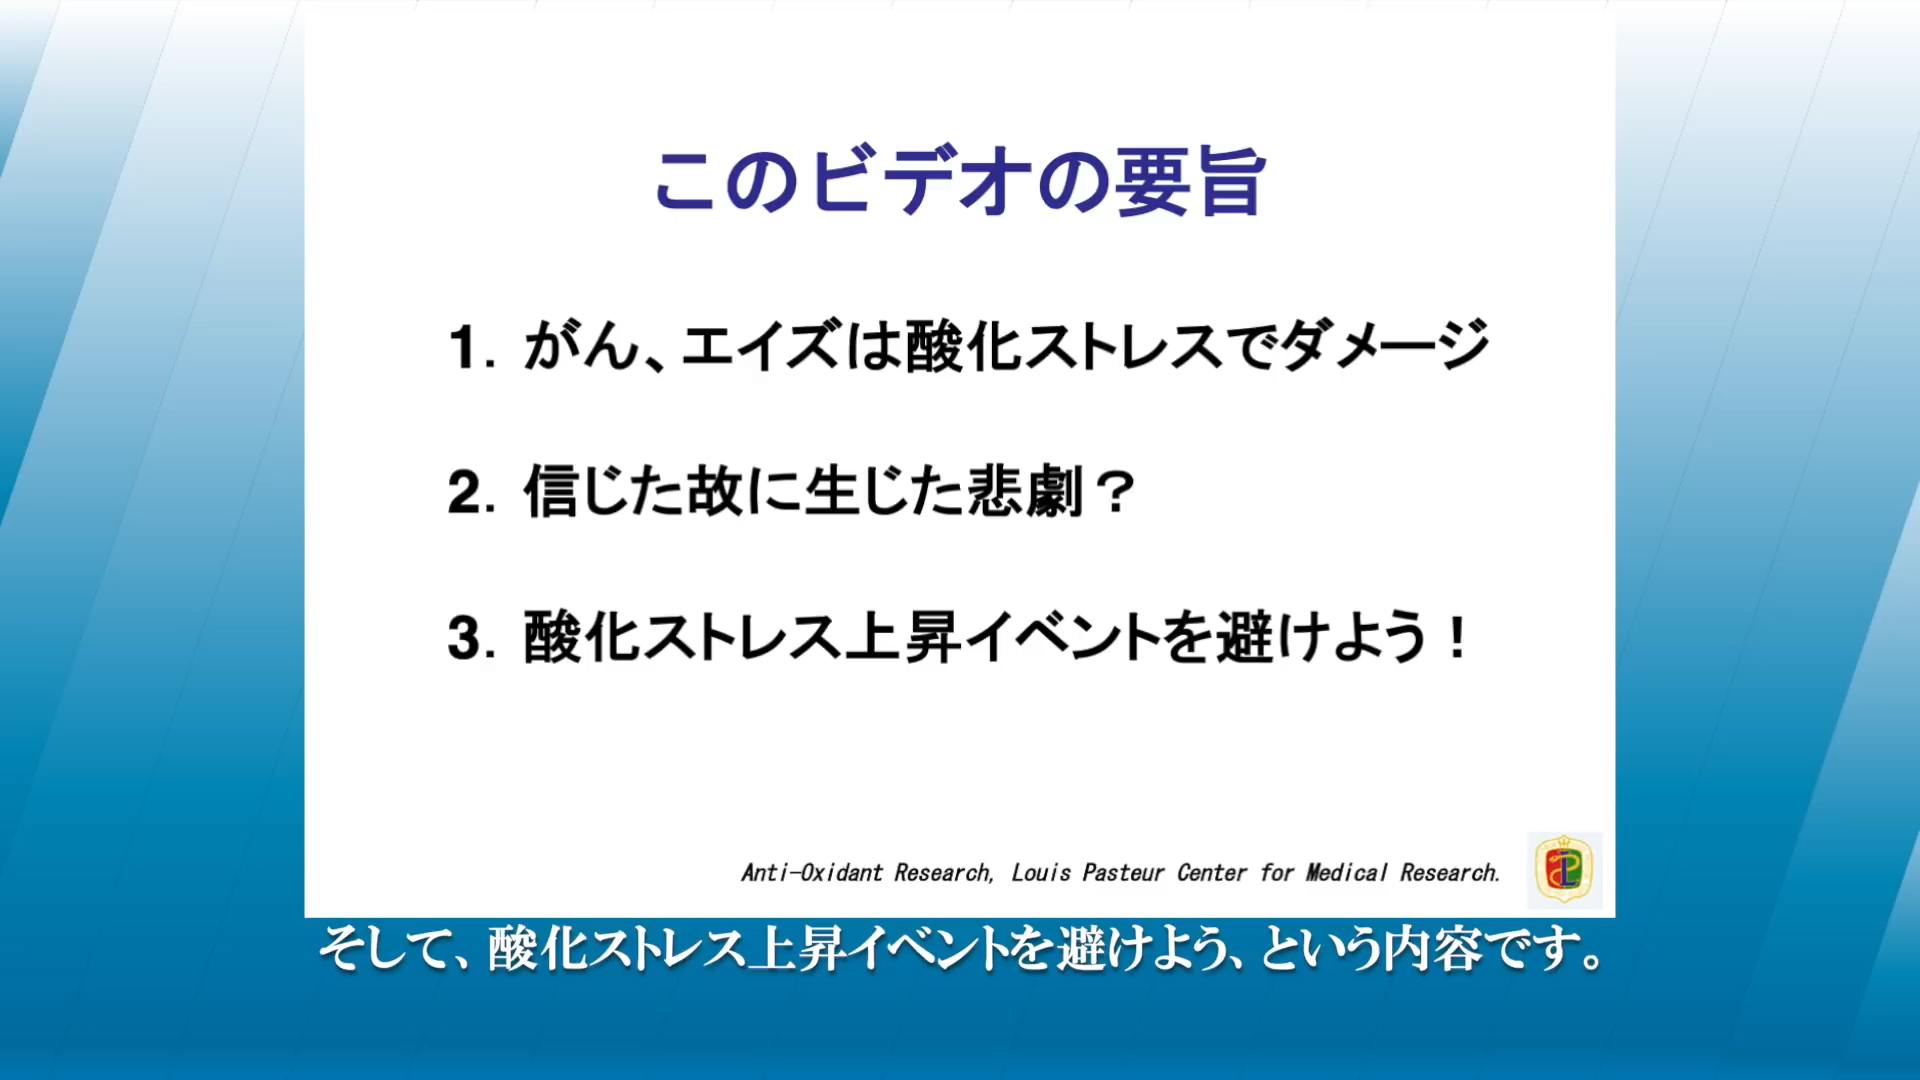 このビデオの要旨
1. がん、エイズは酸化ストレスでダメージ
2. 信じた故に生じた悲劇？
3. 酸化ストレス上昇イベントを避けよう！
Anti-Oxidant Research, Louis Pasteur Center for Medical Research.
そして、酸化ストレス上昇イベントを避けよう、という内容です。